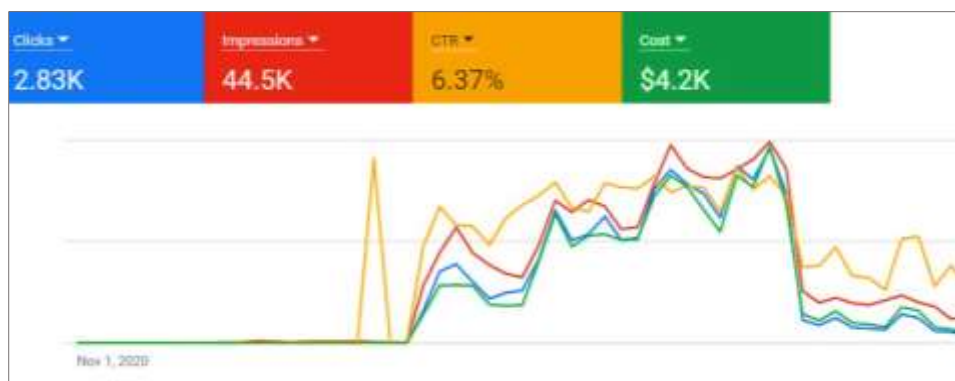 Clicks
Impressions
CTR
Cost
2.83K
44.5K
6.37%
$4.2K
Nov 1, 2020